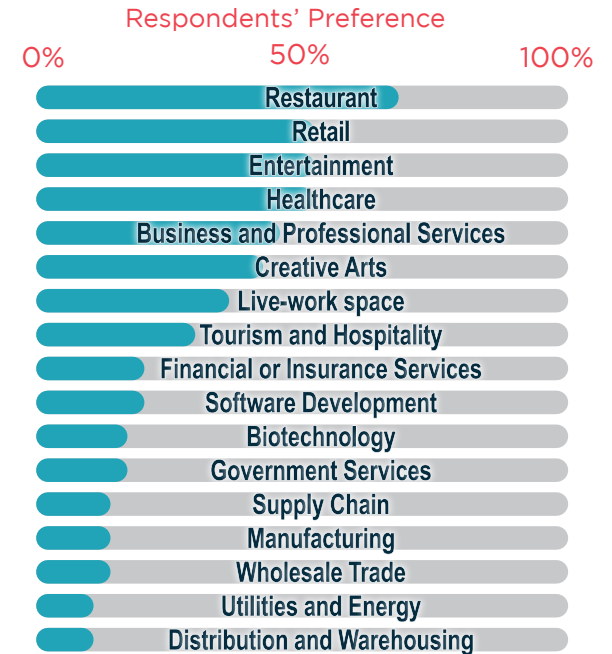 Respondents’ Preference
0% 50% 100%
Restaurant
Retail
Entertainment
Healthcare
Business and Professional Services
Creative Arts
Live-work space
Tourism and Hospitality
Financial or Insurance Services
Software Development
Biotechnology
Government Services
Supply Chain
Manufacturing
Wholesale Trade
Utilities and Energy
Distribution and Warehousing